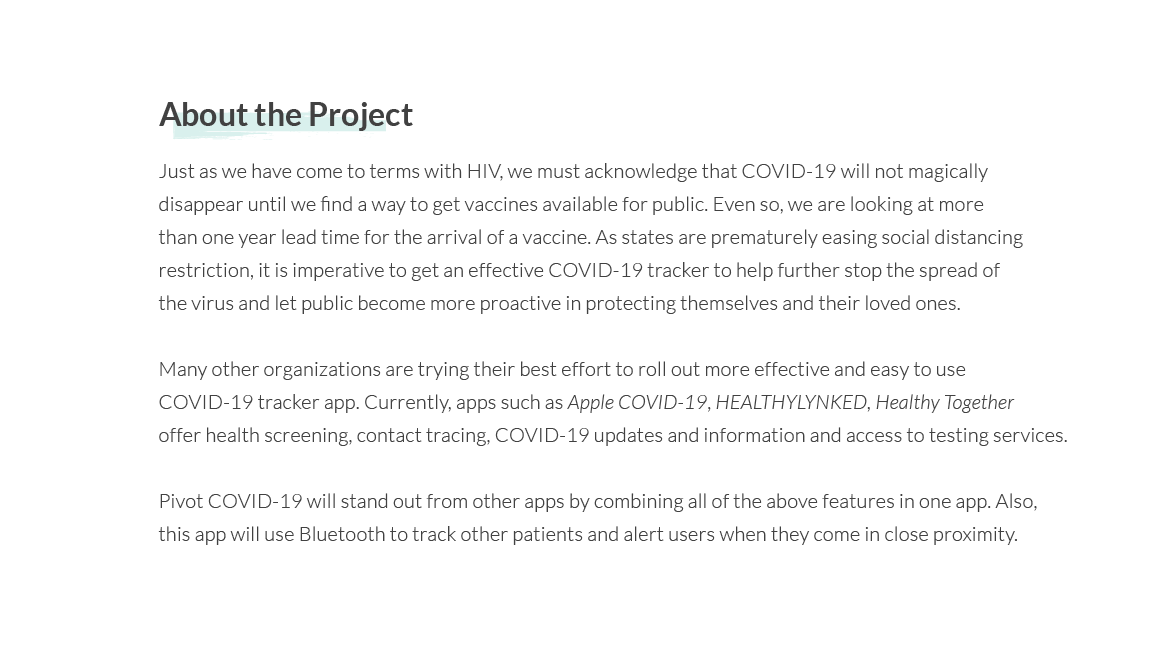 About the Project
Just as we have come to terms with HIV, we must acknowledge that COVID-19 will not magically
disappear until we find a way to get vaccines available for public. Even so, we are looking at more
than one year lead time for the arrival of a vaccine. As states are prematurely easing social distancing
restriction, it is imperative to get an effective COVID-19 tracker to help further stop the spread of
the virus and let public become more proactive in protecting themselves and their loved ones.
Many other organizations are trying their best effort to roll out more effective and easy to use
COVID-19 tracker app. Currently, apps such as Apple COVID-19, HEALTHYLYNKED, Healthy Together
offer health screening, contact tracing, COVID-19 updates and information and access to testing services.
Pivot COVID-19 will stand out from other apps by combining all of the above features in one app. Also,
this app will use Bluetooth to track other patients and alert users when they come in close proximity.